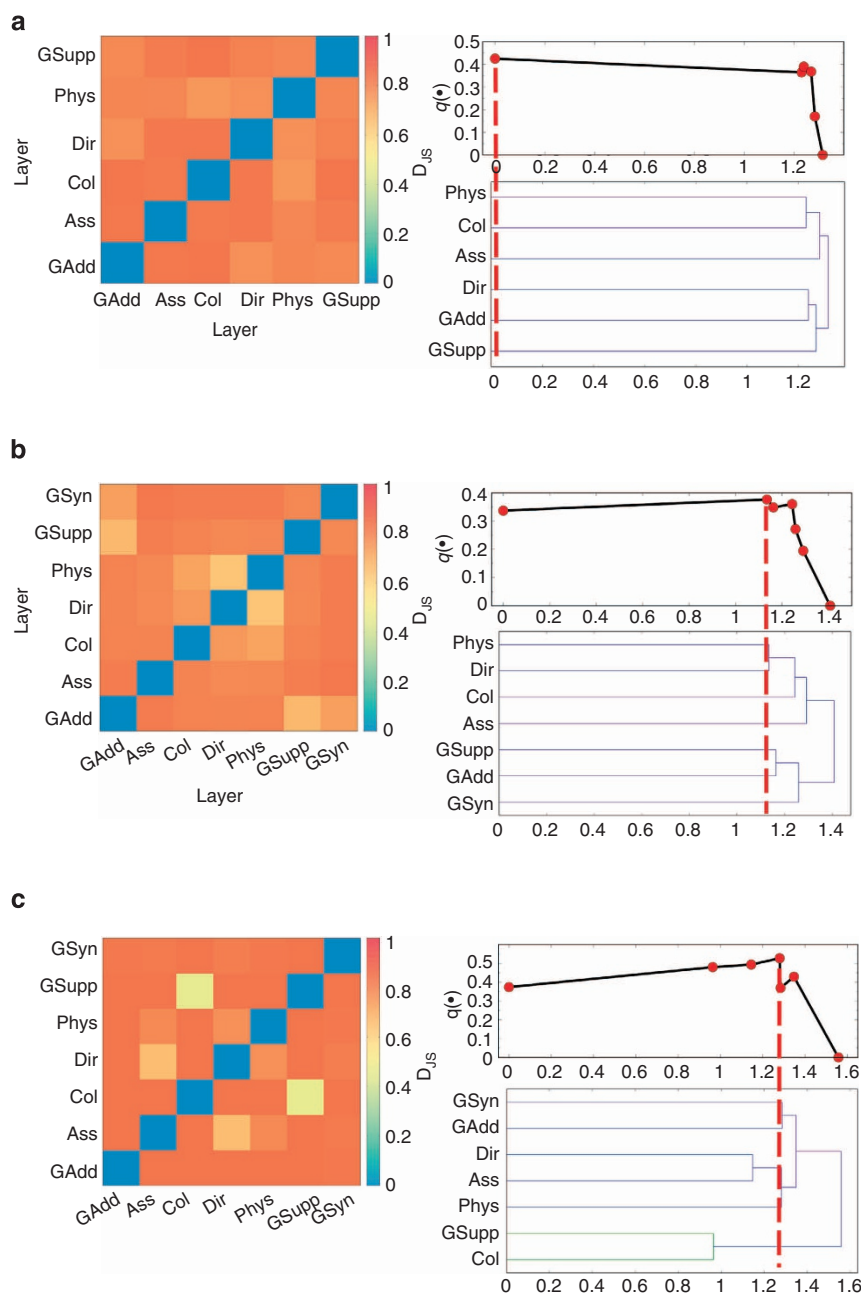 a
GSupp
Phys
Dir
Col
Ass
GAdd
Layer
GAdd Ass Col Dir Phys GSupp
Layer
1
0.8
0.6
0.4
0.2
0
D_JS
0.5
0.4
0.3
0.2
0.1
0
q(•)
0 0.2 0.4 0.6 0.8 1 1.2
Phys
Col
Ass
Dir
GAdd
GSupp
0 0.2 0.4 0.6 0.8 1 1.2
b
GSyn
GSupp
Phys
Dir
Col
Ass
GAdd
Layer
GAdd Ass Col Dir Phys GSupp GSyn
Layer
1
0.8
0.6
0.4
0.2
0
D_JS
0.4
0.3
0.2
0.1
0
q(•)
0 0.2 0.4 0.6 0.8 1 1.2 1.4
Phys
Dir
Col
Ass
GSupp
GAdd
GSyn
0 0.2 0.4 0.6 0.8 1 1.2 1.4
c
GSyn
GSupp
Phys
Dir
Col
Ass
GAdd
GAdd Ass Col Dir Phys GSupp GSyn
1
0.8
0.6
0.4
0.2
0
D_JS
0.5
0.4
0.3
0.2
0.1
0
q(•)
0 0.2 0.4 0.6 0.8 1 1.2 1.4 1.6
GSyn
GAdd
Dir
Ass
Phys
GSupp
Col
0 0.2 0.4 0.6 0.8 1 1.2 1.4 1.6